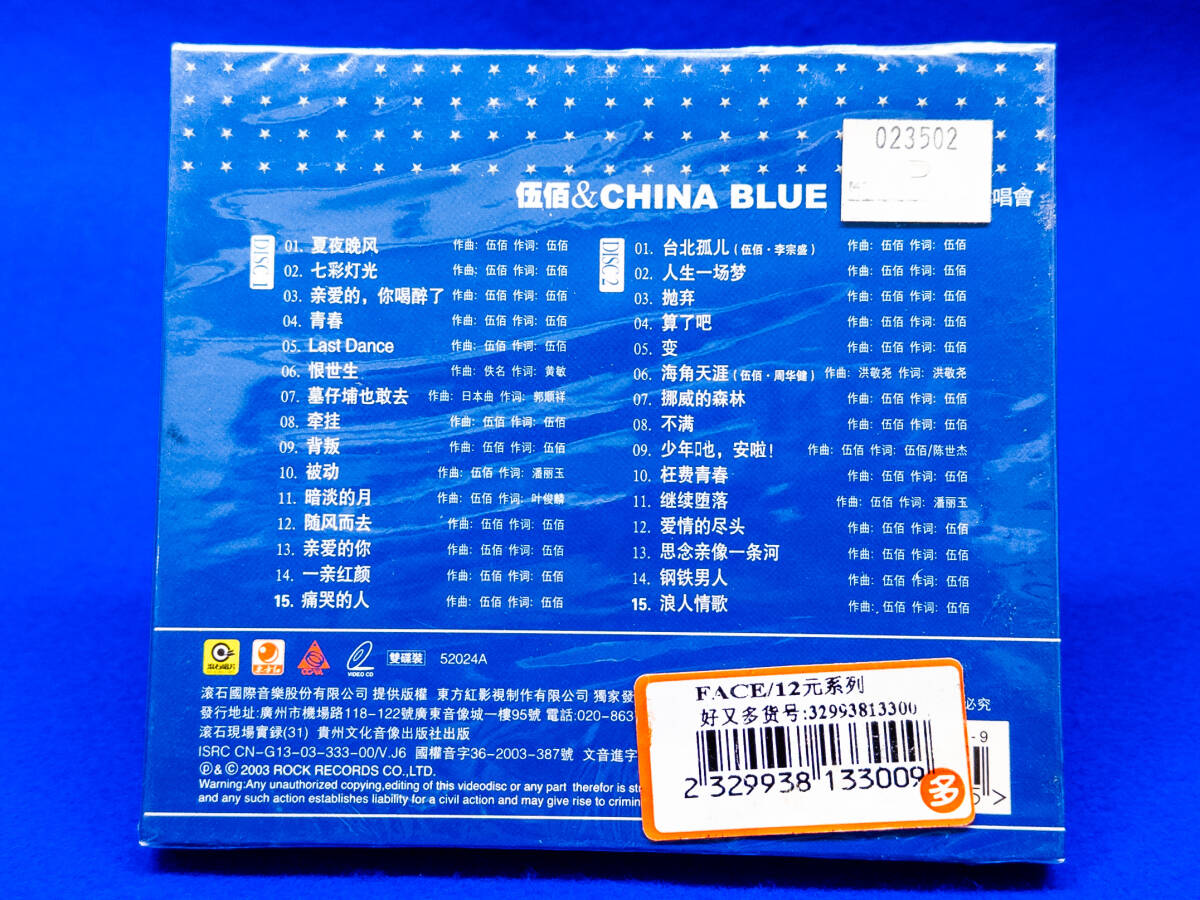 023502
伍佰&CHINA BLUE 唱會
DISC 1
01. 夏夜晚风 作曲: 伍佰 作词: 伍佰
02. 七彩灯光 作曲: 伍佰 作词: 伍佰
03. 亲爱的，你喝醉了 作曲: 伍佰 作词: 伍佰
04. 青春 作曲: 伍佰 作词: 伍佰
05. Last Dance 作曲: 伍佰 作词: 伍佰
06. 恨世生 作曲: 佚名 作词: 黄敏
07. 墓仔埔也敢去 作曲: 日本曲 作词: 郭顺祥
08. 牵挂 作曲: 伍佰 作词: 伍佰
09. 背叛 作曲: 伍佰 作词: 伍佰
10. 被动 作曲: 伍佰 作词: 潘丽玉
11. 暗淡的月 作曲: 伍佰 作词: 叶俊麟
12. 随风而去 作曲: 伍佰 作词: 伍佰
13. 亲爱的你 作曲: 伍佰 作词: 伍佰
14. 一亲红颜 作曲: 伍佰 作词: 伍佰
15. 痛哭的人 作曲: 伍佰 作词: 伍佰
DISC 2
01. 台北孤儿 (伍佰·李宗盛) 作曲: 伍佰 作词: 伍佰
02. 人生一场梦 作曲: 伍佰 作词: 伍佰
03. 抛弃 作曲: 伍佰 作词: 伍佰
04. 算了吧 作曲: 伍佰 作词: 伍佰
05. 变 作曲: 伍佰 作词: 伍佰
06. 海角天涯 (伍佰·周华健) 作曲: 洪敬尧 作词: 洪敬尧
07. 挪威的森林 作曲: 伍佰 作词: 伍佰
08. 不满 作曲: 伍佰 作词: 伍佰
09. 少年▯也，安啦! 作曲: 伍佰 作词: 伍佰/陈世杰
10. 枉费青春 作曲: 伍佰 作词: 伍佰
11. 继续堕落 作曲: 伍佰 作词: 潘丽玉
12. 爱情的尽头 作曲: 伍佰 作词: 伍佰
13. 思念亲像一条河 作曲: 伍佰 作词: 伍佰
14. 钢铁男人 作曲: 伍佰 作词: 伍佰
15. 浪人情歌 作曲: 伍佰 作词: 伍佰
滚石唱片 VIDEO CD 雙碟裝 52024A
滚石國際音樂股份有限公司 提供版權 東方紅影視制作有限公司 獨家發 必究
發行地址:廣州市機場路118-122號廣東音像城一樓95號 電話:020-863
滚石現場實錄(31) 貴州文化音像出版社出版
ISRC CN-G13-03-333-00/V.J6 國權音字36-2003-387號 文音進字
℗&©2003 ROCK RECORDS CO.,LTD.
Warning:Any unauthorized copying,editing of this videodisc or any part therefor is
and any such action establishes liability for a civil action and may give rise to
FACE/12元系列
好又多货号:32993813300
2 329938 133009
多
-9
5>